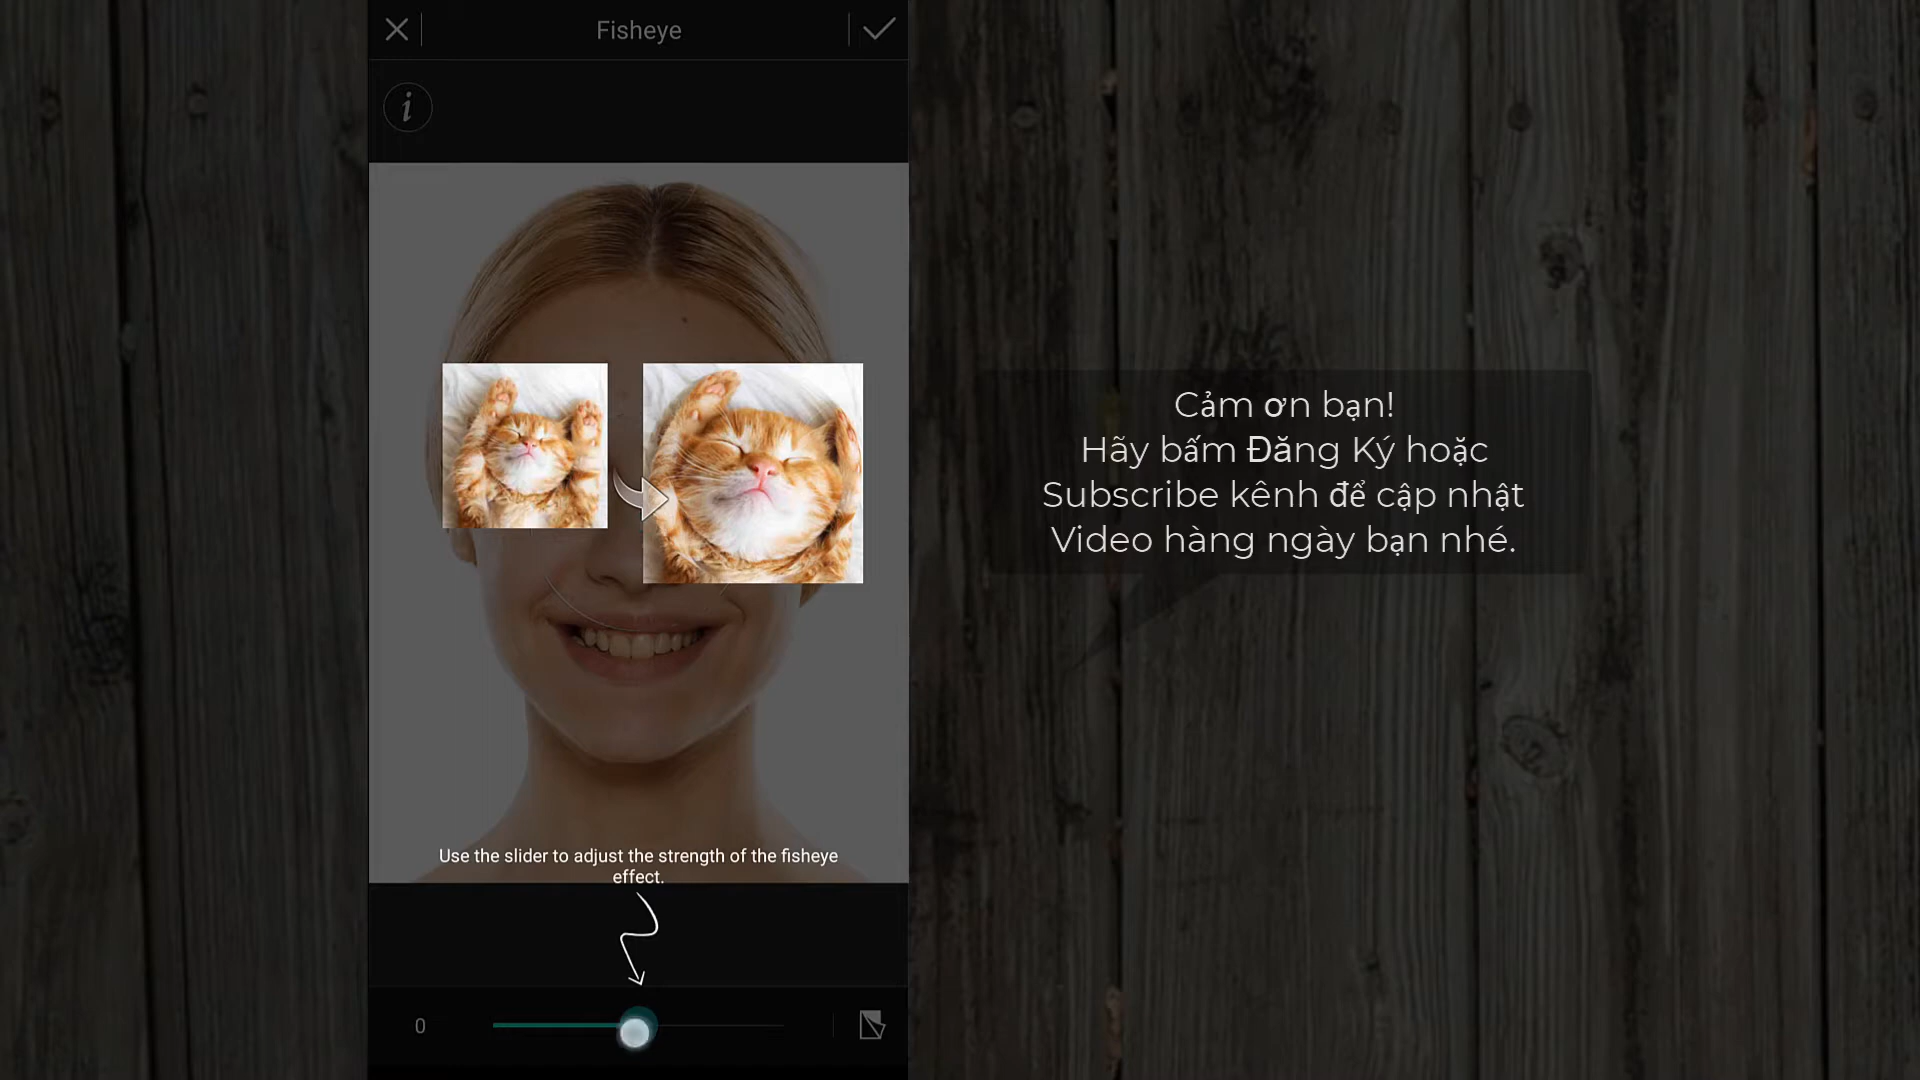 Fisheye
i
Cảm ơn bạn!
Hãy bấm Đăng Ký hoặc
Subscribe kênh để cập nhật
Video hàng ngày bạn nhé.
Use the slider to adjust the strength of the fisheye
effect.
0